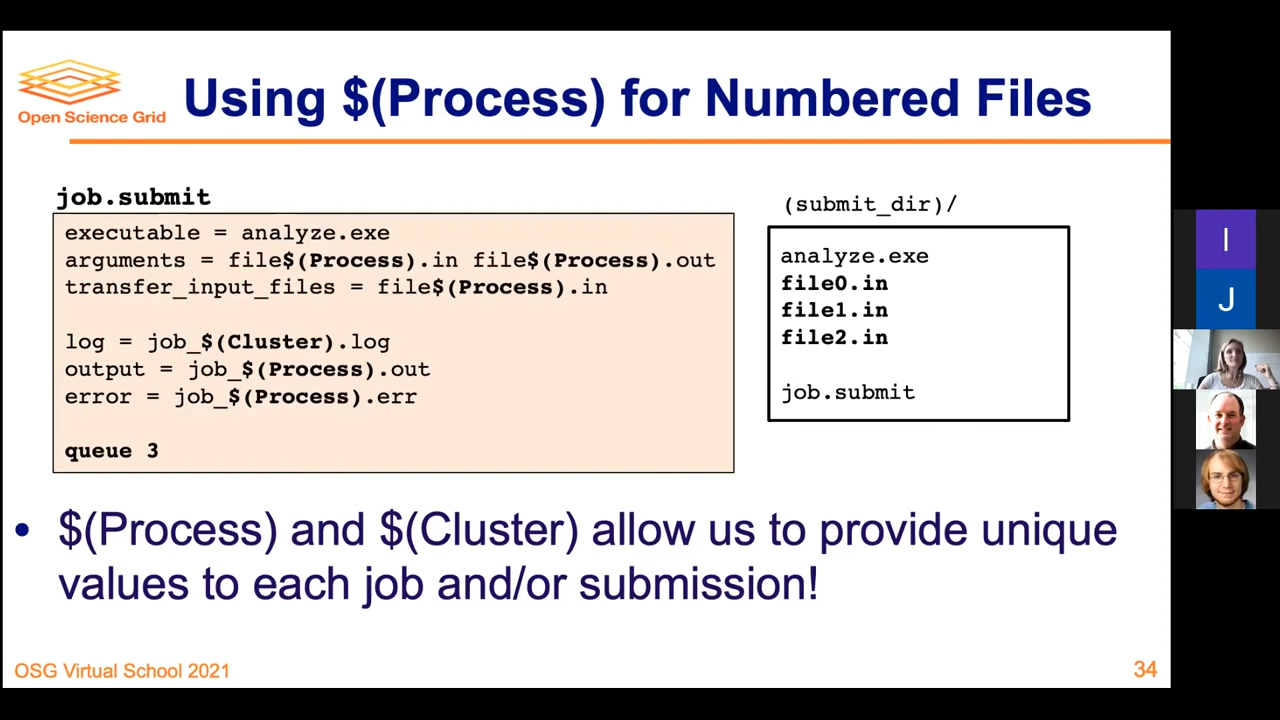 Open Science Grid
Using $(Process) for Numbered Files
job.submit
executable = analyze.exe
arguments = file$(Process).in file$(Process).out
transfer_input_files = file$(Process).in
log = job_$(Cluster).log
output = job_$(Process).out
error = job_$(Process).err
queue 3
(submit_dir)/
analyze.exe
file0.in
file1.in
file2.in
job.submit
• $(Process) and $(Cluster) allow us to provide unique
values to each job and/or submission!
OSG Virtual School 2021
34
I
J